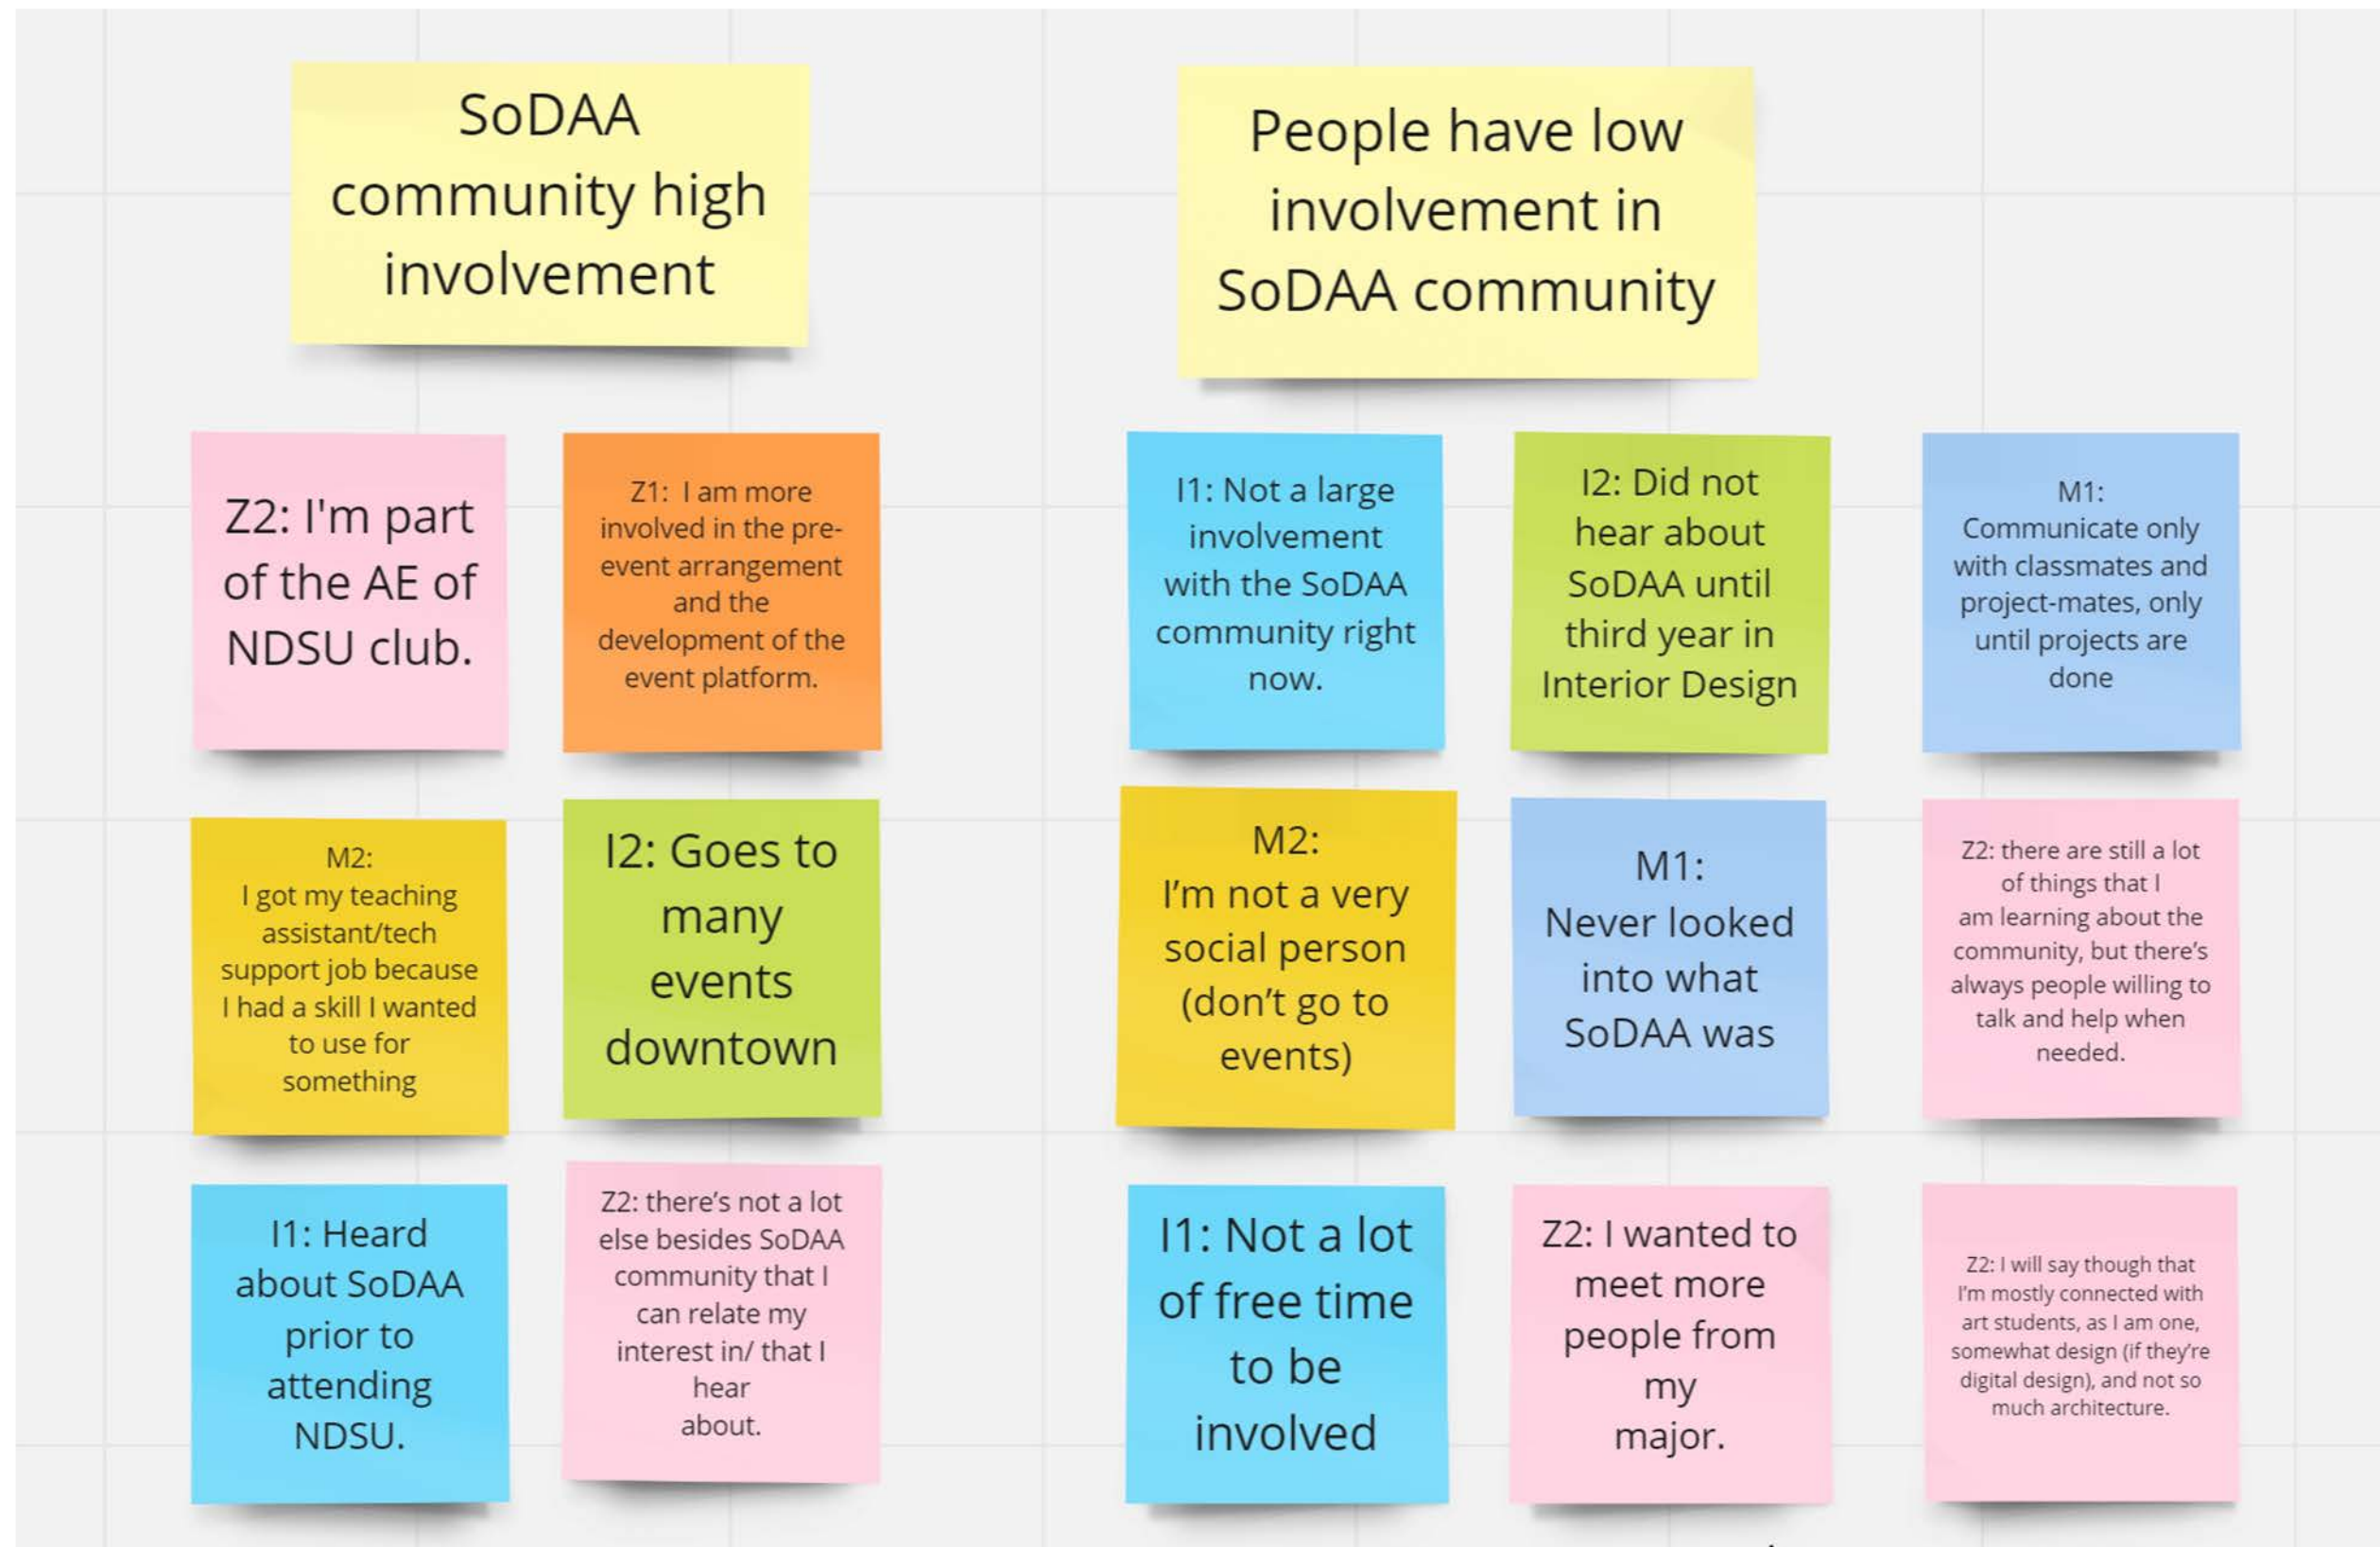 SoDAA
community high
involvement
People have low
involvement in
SoDAA community
Z2: I'm part
of the AE of
NDSU club.
Z1:  I am more
involved in the pre-
event arrangement
and the
development of the
event platform.
I1: Not a large
involvement
with the SoDAA
community right
now.
I2: Did not
hear about
SoDAA until
third year in
Interior Design
M1:
Communicate only
with classmates and
project-mates, only
until projects are
done
M2:
I got my teaching
assistant/tech
support job because
I had a skill I wanted
to use for
something
I2: Goes to
many
events
downtown
M2:
I’m not a very
social person
(don’t go to
events)
M1:
Never looked
into what
SoDAA was
Z2: there are still a lot
of things that I
am learning about the
community, but there’s
always people willing to
talk and help when
needed.
I1: Heard
about SoDAA
prior to
attending
NDSU.
Z2: there’s not a lot
else besides SoDAA
community that I
can relate my
interest in/ that I
hear
about.
I1: Not a lot
of free time
to be
involved
Z2: I wanted to
meet more
people from
my
major.
Z2: I will say though that
I’m mostly connected with
art students, as I am one,
somewhat design (if they’re
digital design), and not so
much architecture.